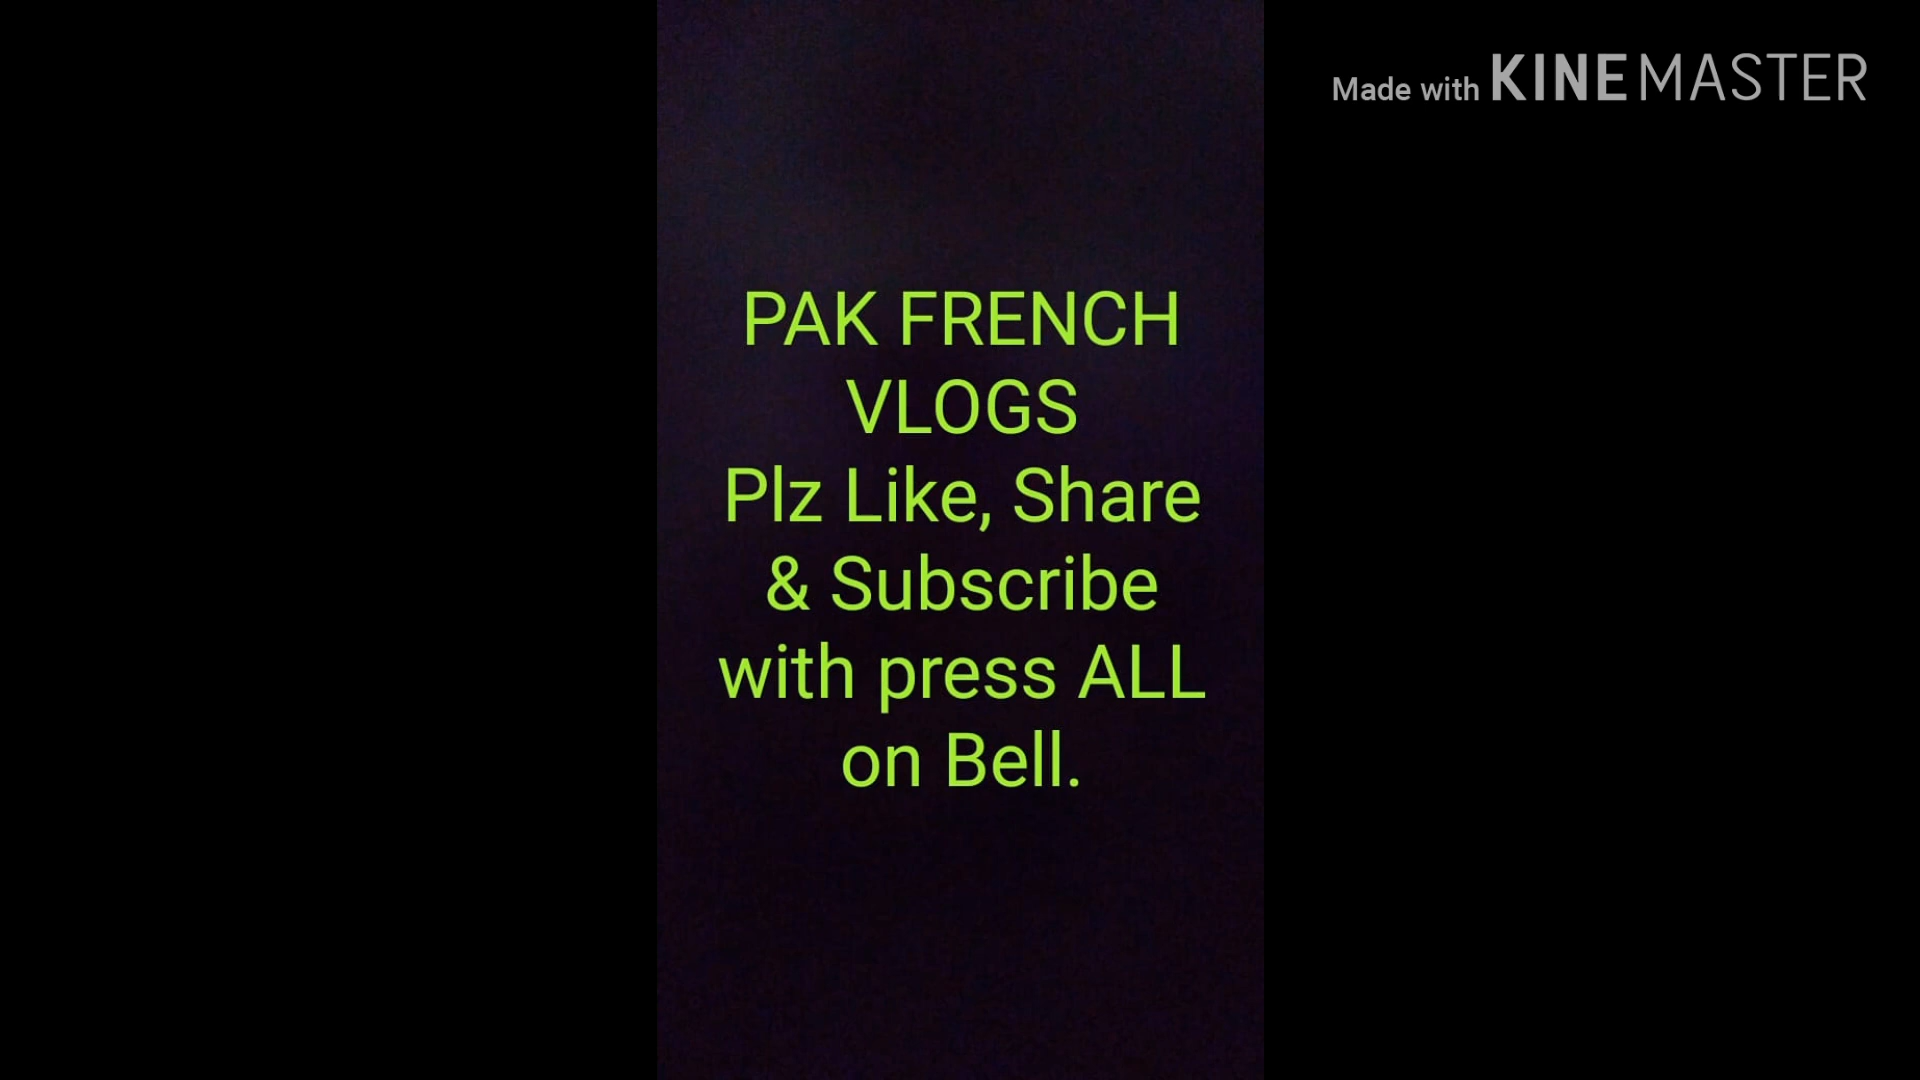 Made with KINEMASTER
PAK FRENCH
VLOGS
Plz Like, Share
& Subscribe
with press ALL
on Bell.